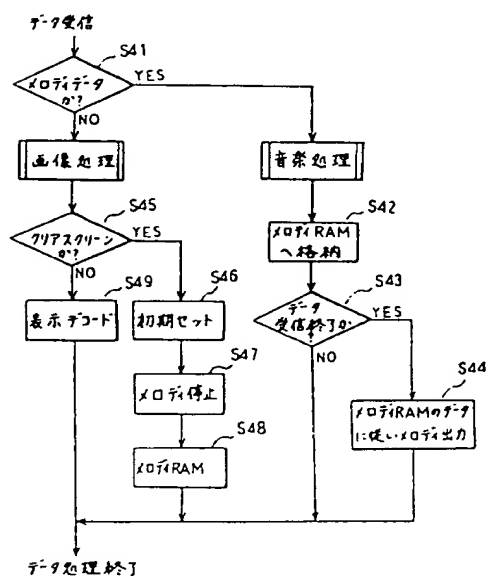 データ受信
S41
メロディデータ
か?
YES
NO
画像処理
音楽処理
S45
クリアスクリーン
か?
YES
NO
S42
メロディRAM
へ格納
S49
表示デコード
S46
初期セット
S43
データ
受信終了か
YES
NO
S47
メロディ停止
S44
メロディRAMのデータ
に従いメロディ出力
S48
メロディRAM
データ処理終了